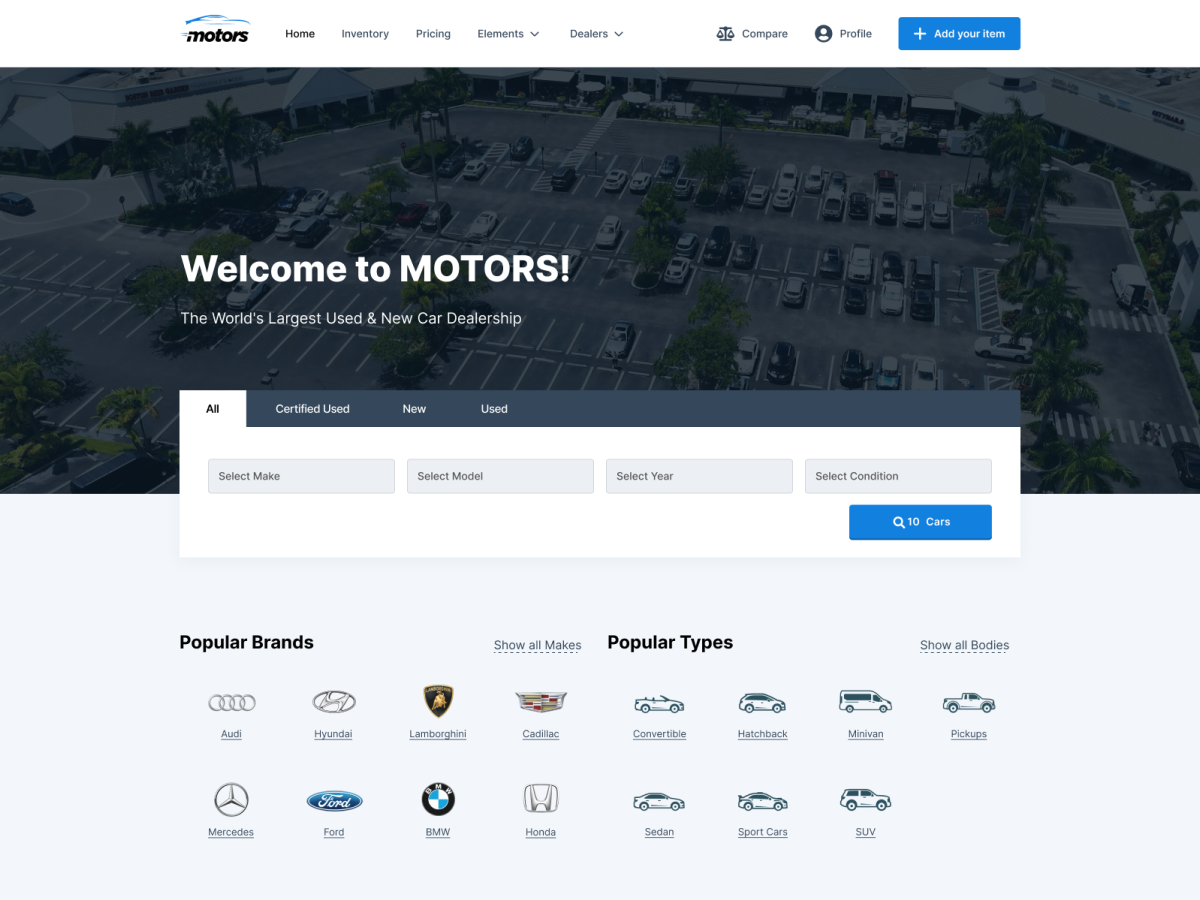 motors
Home Inventory Pricing Elements Dealers Compare Profile Add your item
Welcome to MOTORS!
The World's Largest Used & New Car Dealership
All Certified Used New Used
Select Make Select Model Select Year Select Condition
10 Cars
Popular Brands Show all Makes
Popular Types Show all Bodies
Audi Hyundai Lamborghini Cadillac
Convertible Hatchback Minivan Pickups
Ford
BMW
Mercedes Ford BMW Honda
Sedan Sport Cars SUV